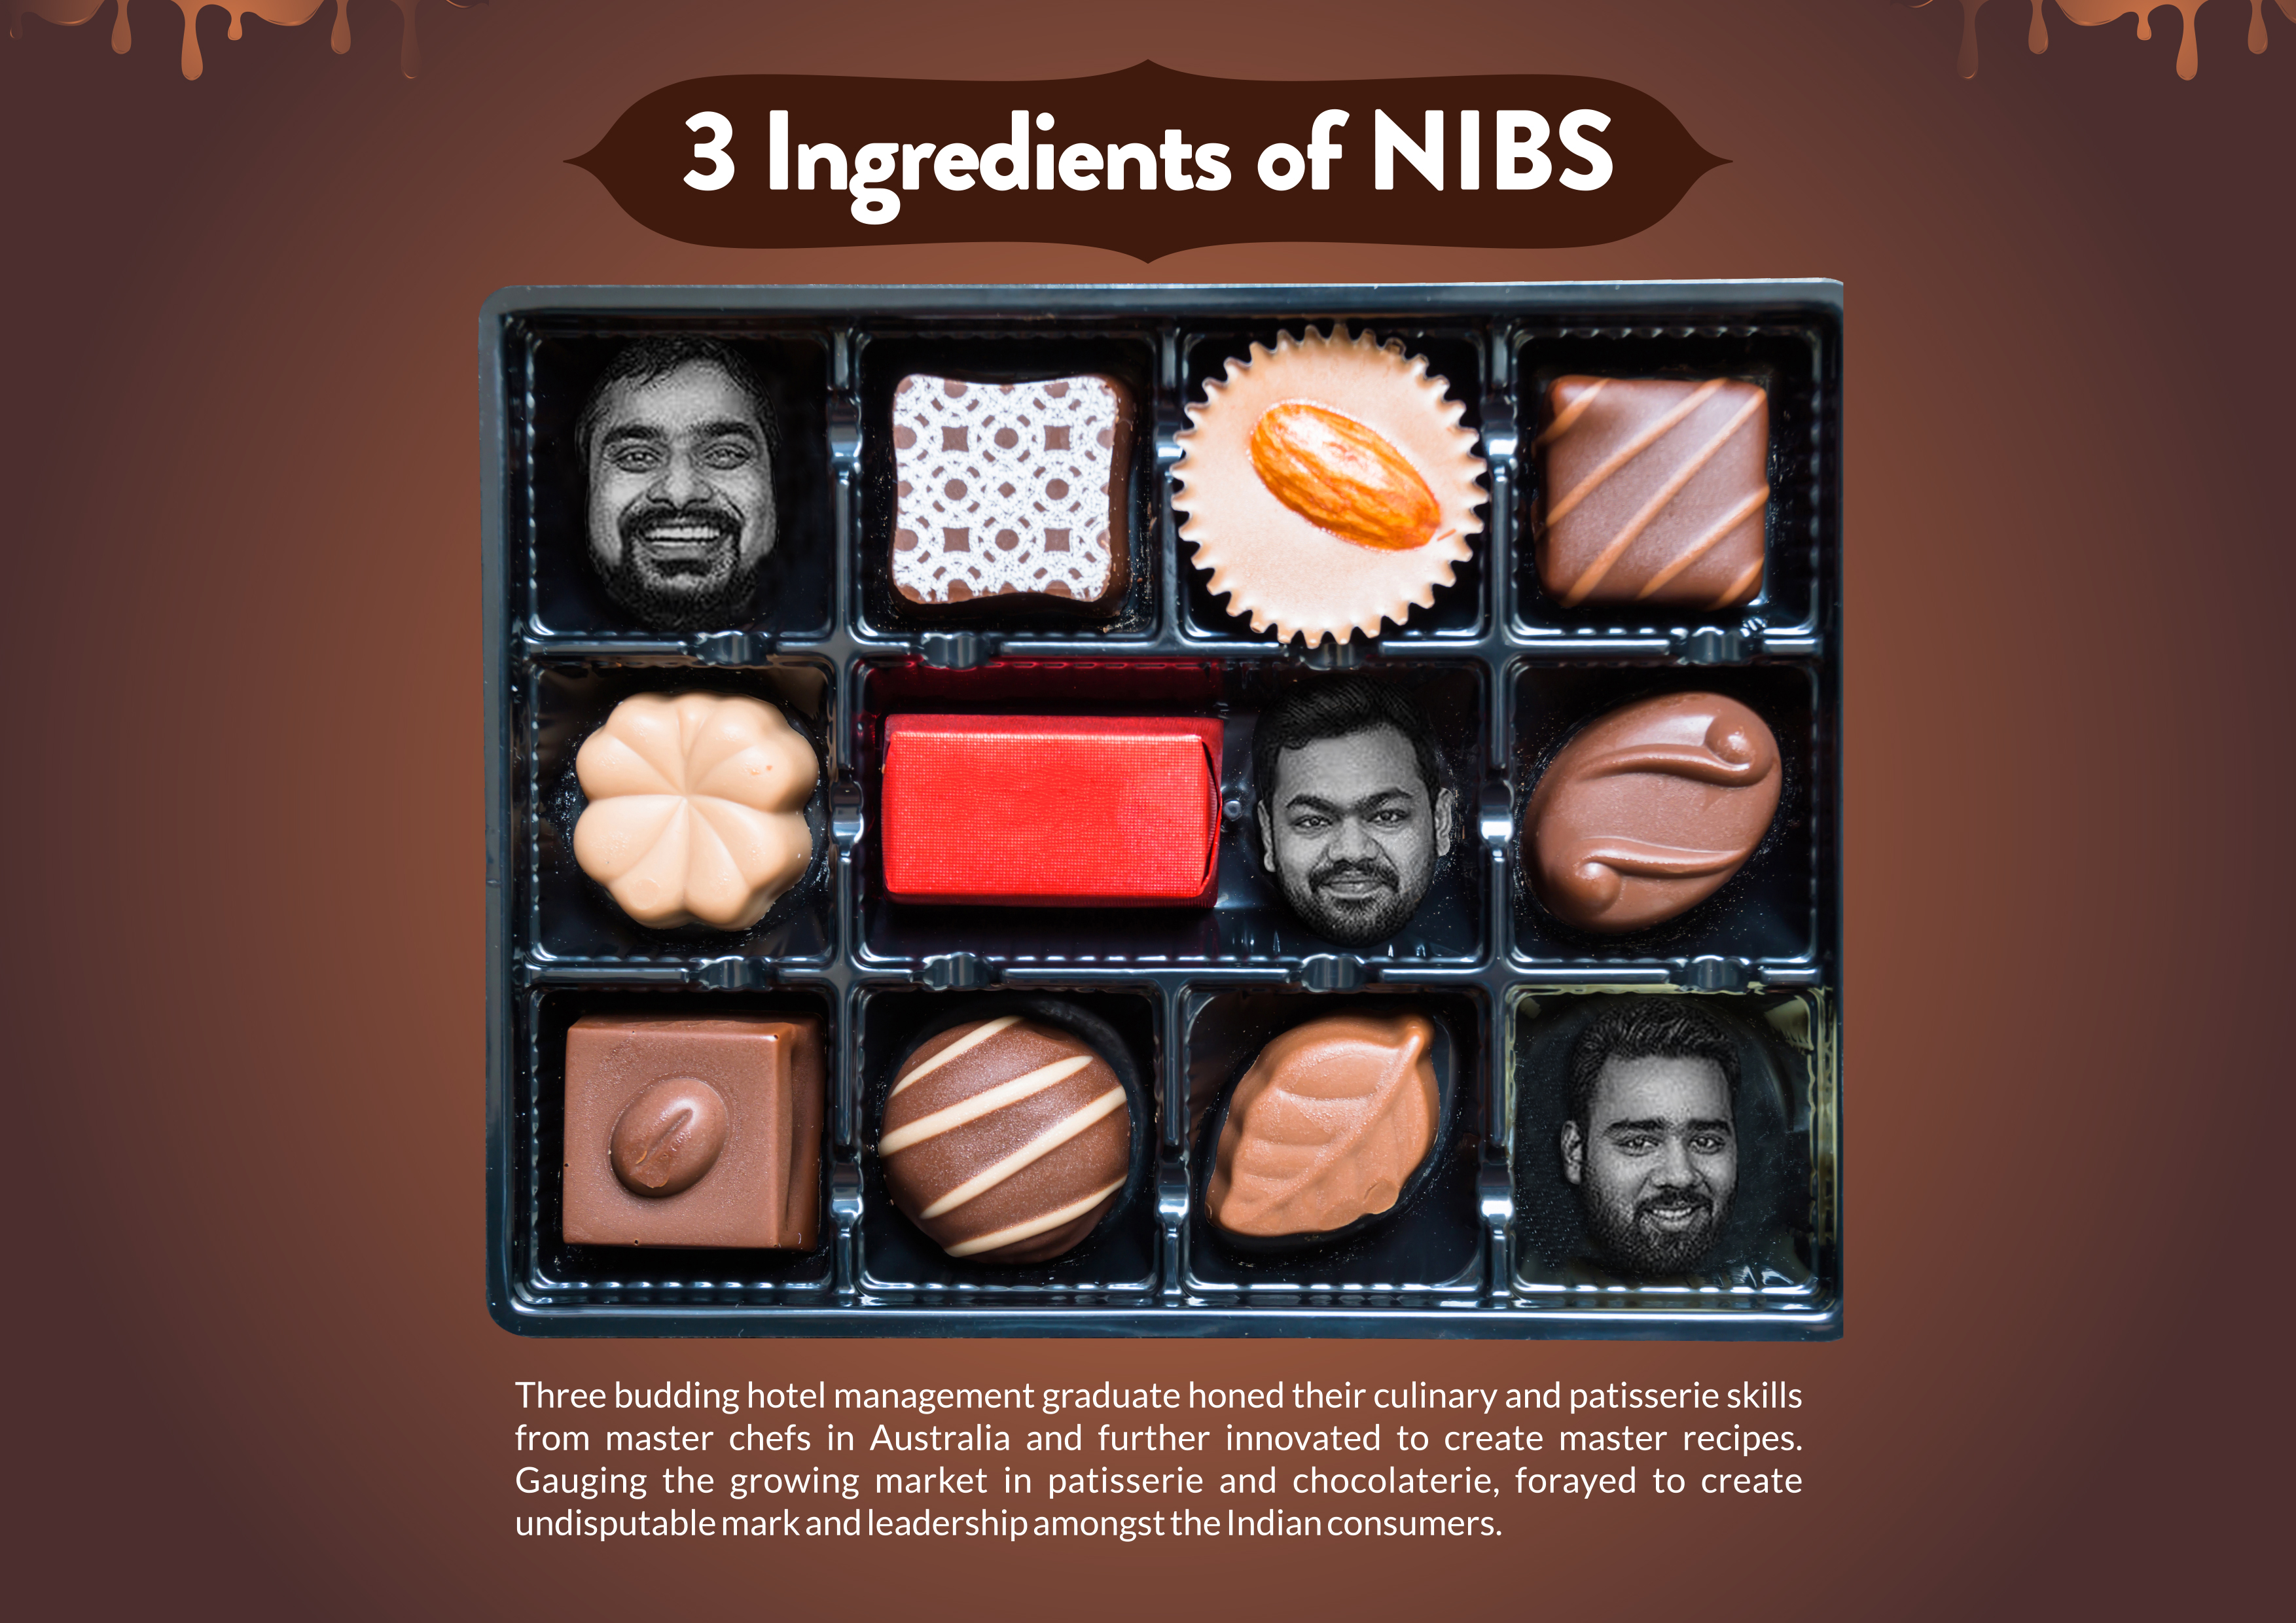 3 Ingredients of NIBS
Three budding hotel management graduate honed their culinary and patisserie skills
from master chefs in Australia and further innovated to create master recipes.
Gauging the growing market in patisserie and chocolaterie, forayed to create
undisputable mark and leadership amongst the Indian consumers.